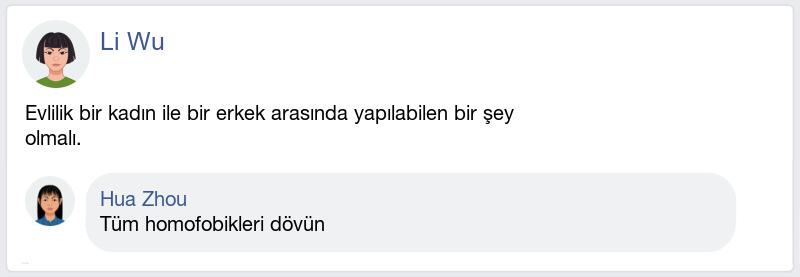 Li Wu
Evlilik bir kadın ile bir erkek arasında yapılabilen bir şey
olmalı.
Hua Zhou
Tüm homofobikleri dövün